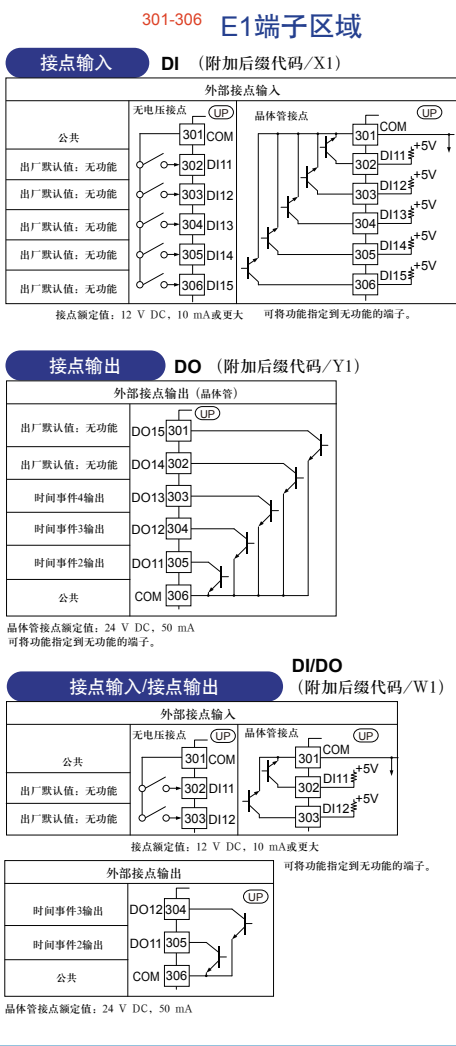 301-306
E1端子区域
接点输入 DI （附加后缀代码/X1）
外部接点输入
无电压接点 UP 晶体管接点 UP
公共 301 COM 301 COM
出厂默认值：无功能 302 DI11 302 DI11 +5V
出厂默认值：无功能 303 DI12 303 DI12 +5V
出厂默认值：无功能 304 DI13 304 DI13 +5V
出厂默认值：无功能 305 DI14 305 DI14 +5V
出厂默认值：无功能 306 DI15 306 DI15 +5V
接点额定值：12 V DC，10 mA或更大 可将功能指定到无功能的端子。
接点输出 DO （附加后缀代码/Y1）
外部接点输出（晶体管）
UP
出厂默认值：无功能 DO15 301
出厂默认值：无功能 DO14 302
时间事件4输出 DO13 303
时间事件3输出 DO12 304
时间事件2输出 DO11 305
公共 COM 306
晶体管接点额定值：24 V DC，50 mA
可将功能指定到无功能的端子。
接点输入/接点输出 DI/DO
（附加后缀代码/W1）
外部接点输入
无电压接点 UP 晶体管接点 UP
公共 301 COM 301 COM
出厂默认值：无功能 302 DI11 302 DI11 +5V
出厂默认值：无功能 303 DI12 303 DI12 +5V
接点额定值：12 V DC，10 mA或更大
可将功能指定到无功能的端子。
外部接点输出
UP
时间事件3输出 DO12 304
时间事件2输出 DO11 305
公共 COM 306
晶体管接点额定值：24 V DC，50 mA